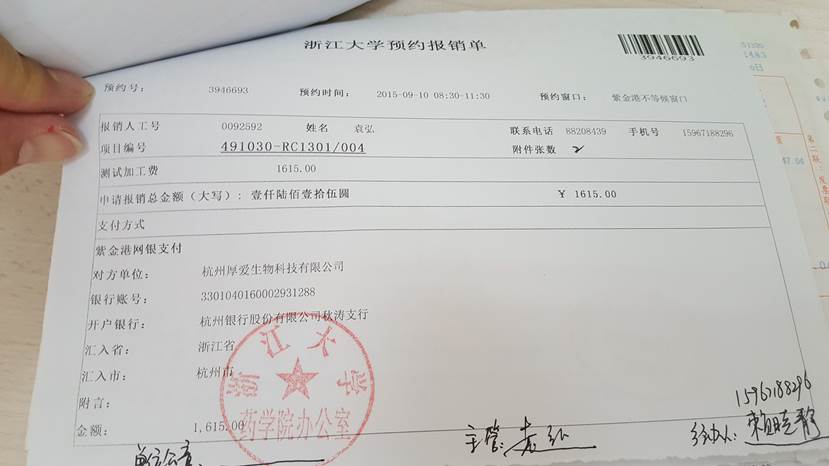 浙江大学预约报销单
3946693
预约号: 3946693 预约时间: 2015-09-10 08:30-11:30 预约窗口: 紫金港不等候窗口
报销人工号 0092592 姓名 袁弘 联系电话 88208439 手机号 15967188296
项目编号 491030-RC1301/004 附件张数 2
测试加工费 1615.00
申请报销总金额(大写): 壹仟陆佰壹拾伍圆 ¥ 1615.00
支付方式
紫金港网银支付
对方单位: 杭州厚爱生物科技有限公司
银行账号: 3301040160002931288
开户银行: 杭州银行股份有限公司秋涛支行
汇入省: 浙江省
汇入市: 杭州市
附言:
金额: 1,615.00
浙江大学
药学院办公室
15967188296
主管: 袁弘 经办人: